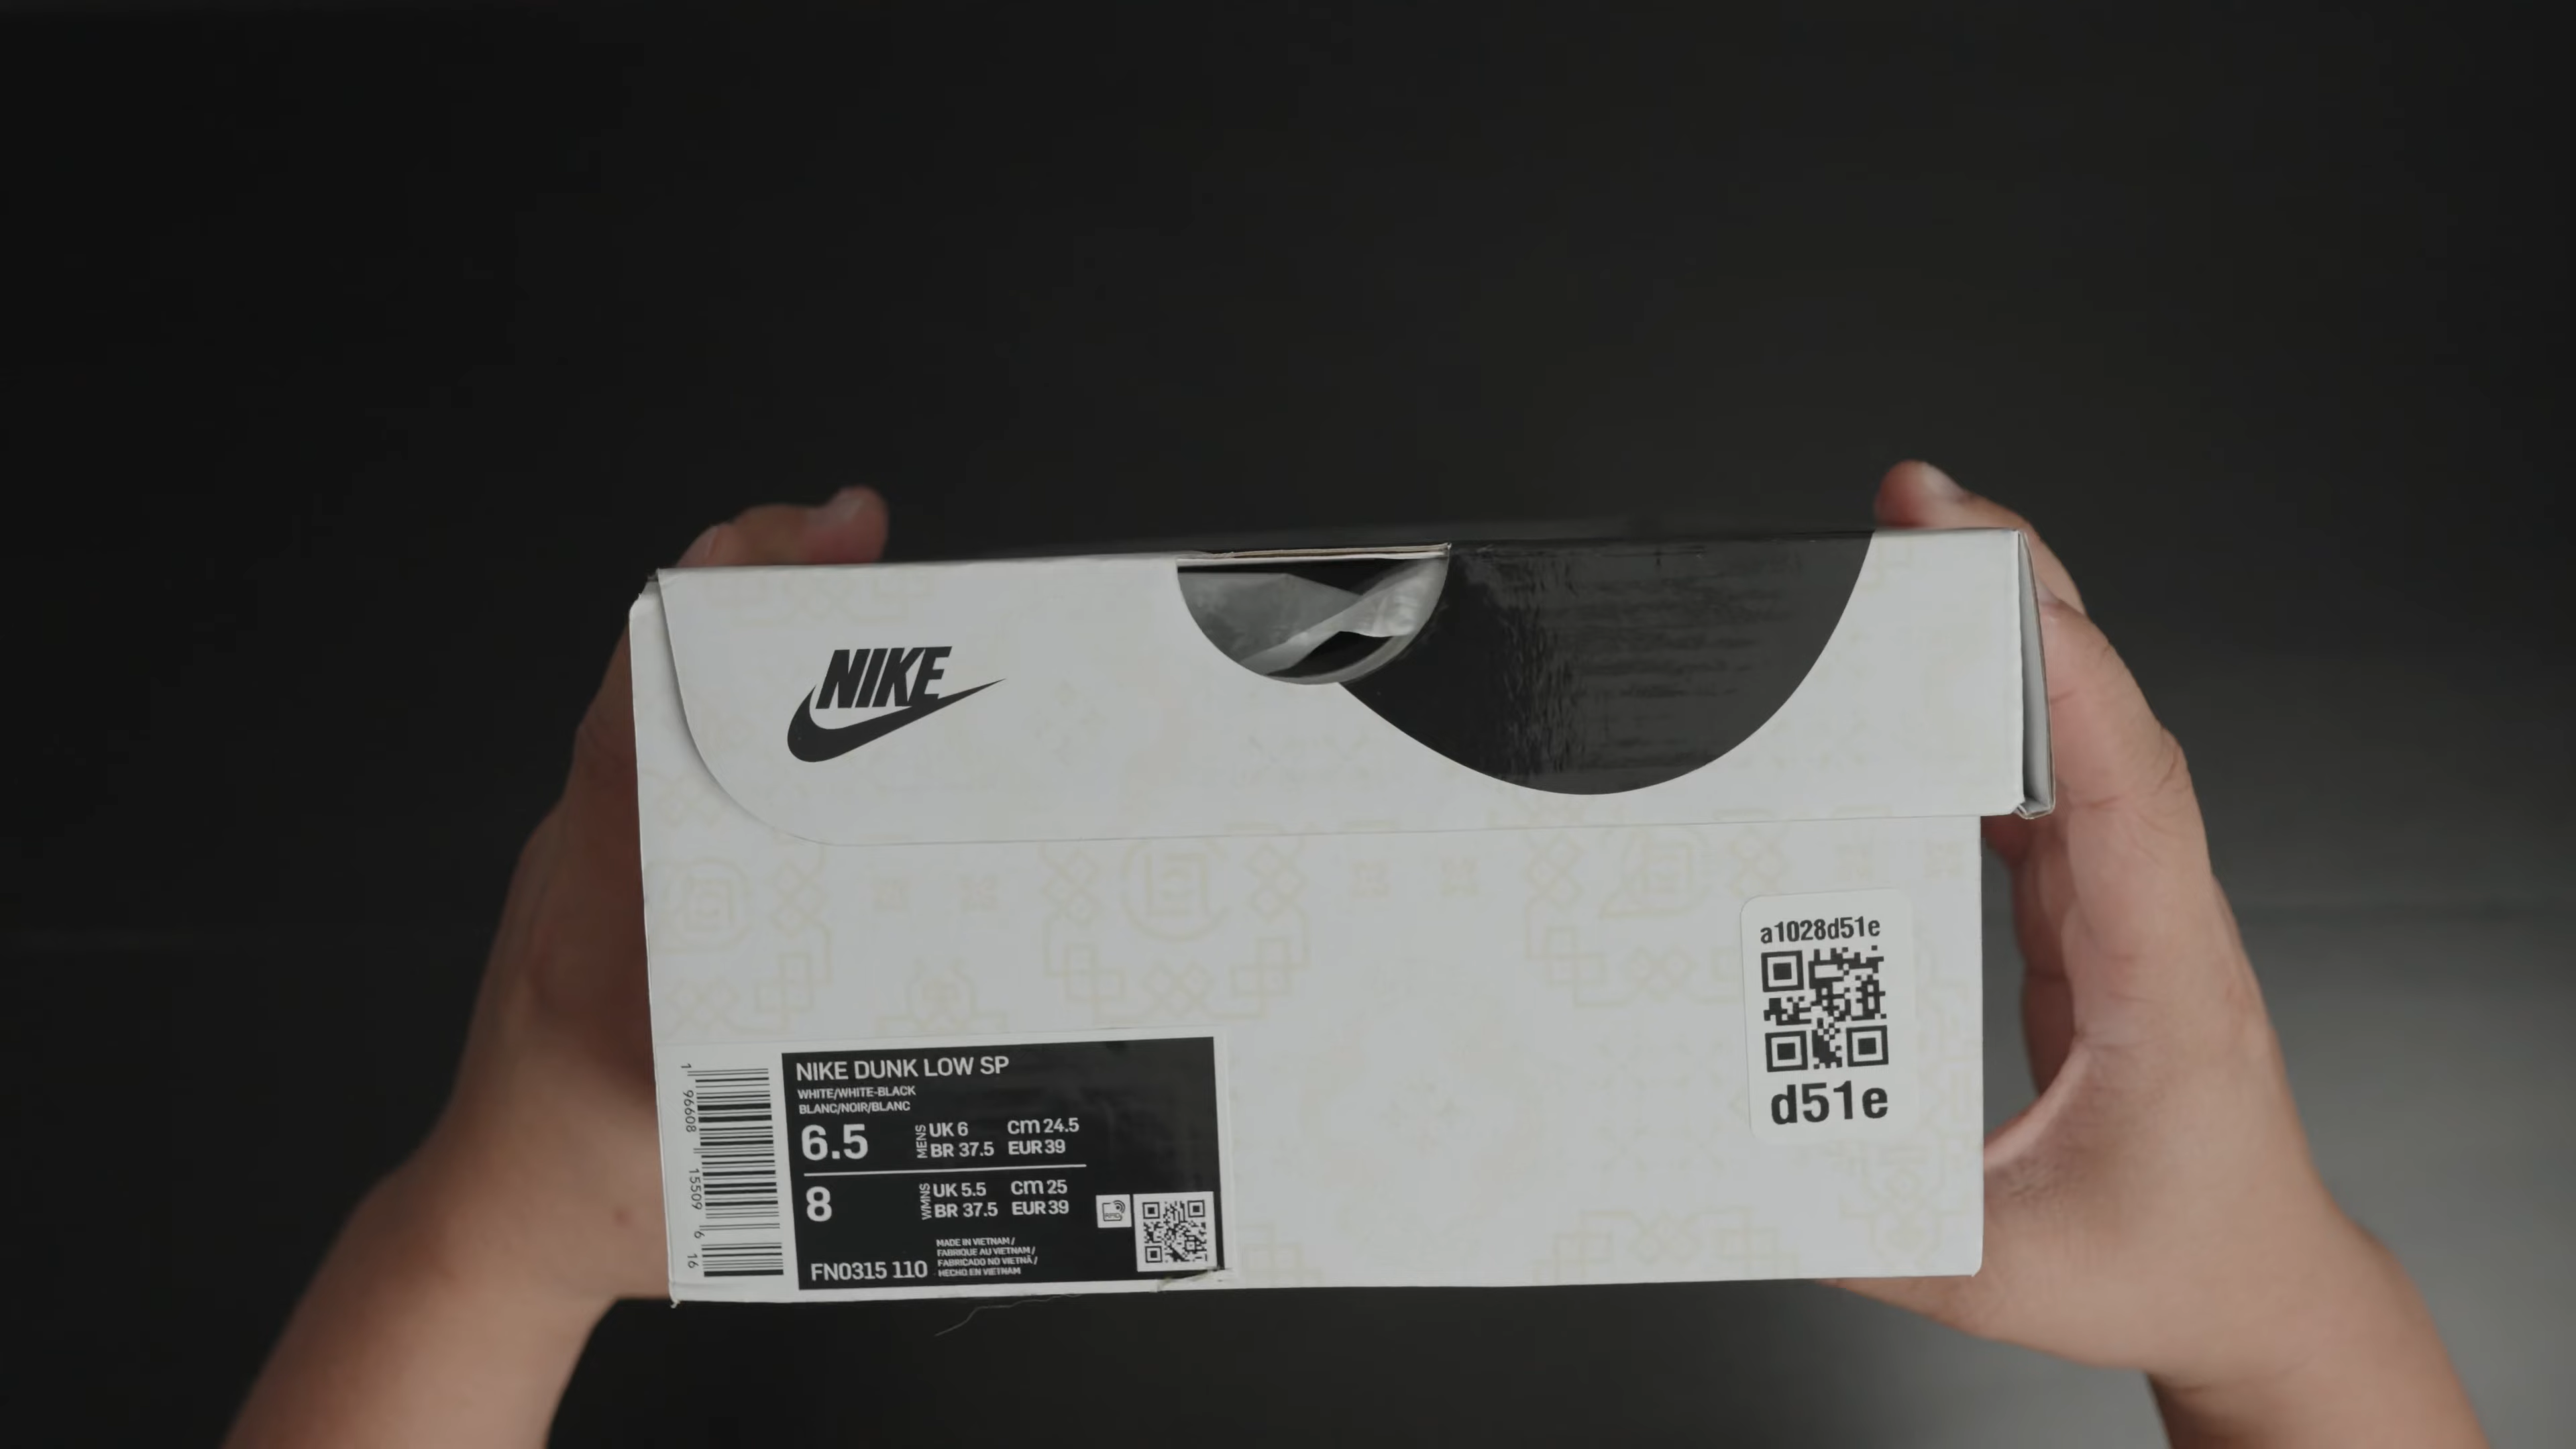 NIKE
a1028d51e
d51e
NIKE DUNK LOW SP
WHITE/WHITE-BLACK
BLANC/NOIR/BLANC
6.5 MENS UK 6 cm 24.5
BR 37.5 EUR 39
8 WMNS UK 5.5 cm 25
BR 37.5 EUR 39
FN0315 110
MADE IN VIETNAM /
FABRIQUE AU VIETNAM /
FABRICADO NO VIETNÃ /
HECHO EN VIETNAM
1 96608 15509 6 16